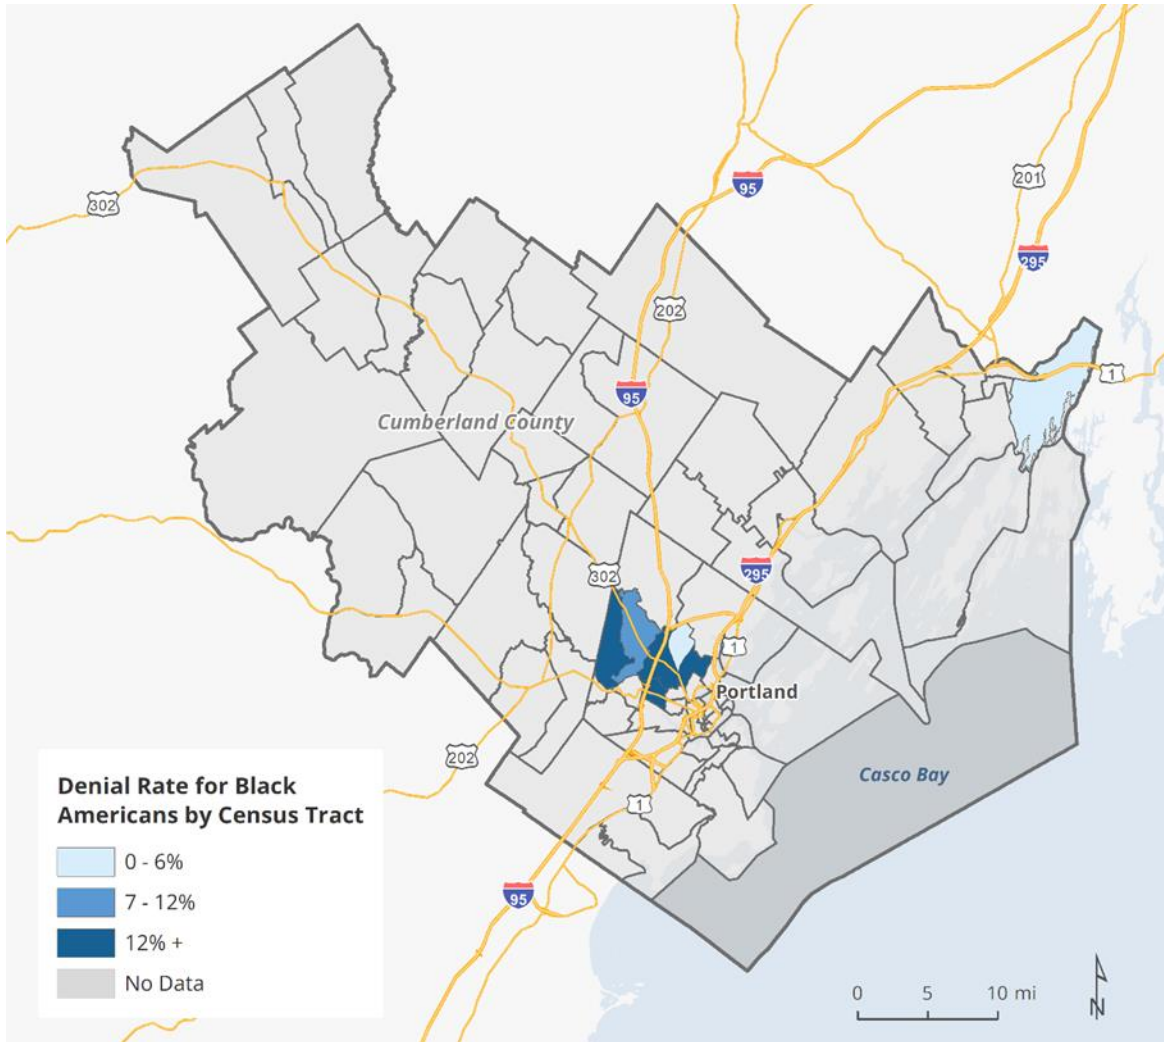 95
201
302
295
202
95
1
Cumberland County
302
295
1
Portland
202
Casco Bay
1
95
Denial Rate for Black
Americans by Census Tract
0 - 6%
7 - 12%
12% +
No Data
0 5 10 mi
N